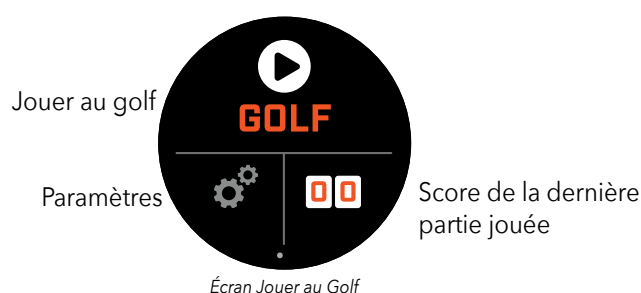 Jouer au golf
GOLF
Paramètres
00
Score de la dernière
partie jouée
Écran Jouer au Golf